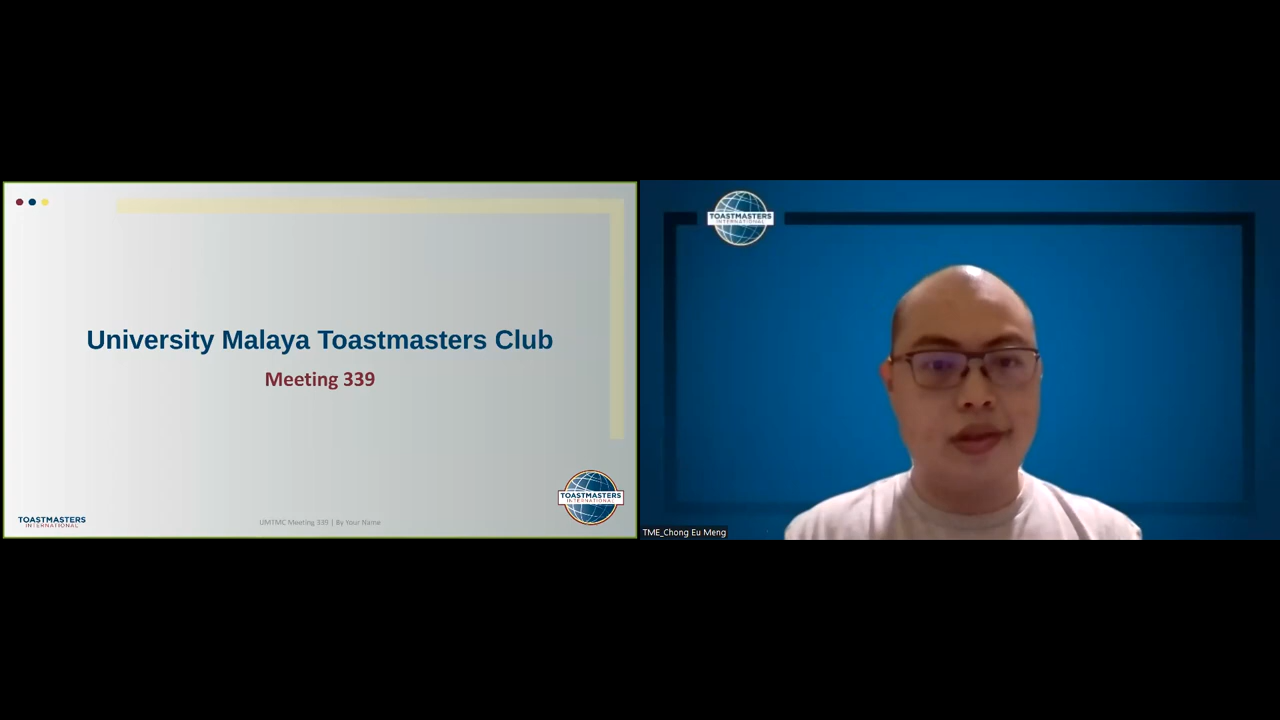 University Malaya Toastmasters Club
Meeting 339
TOASTMASTERS
INTERNATIONAL
UMTMC Meeting 339 | By Your Name
TOASTMASTERS
INTERNATIONAL
TOASTMASTERS
INTERNATIONAL
TME_Chong Eu Meng